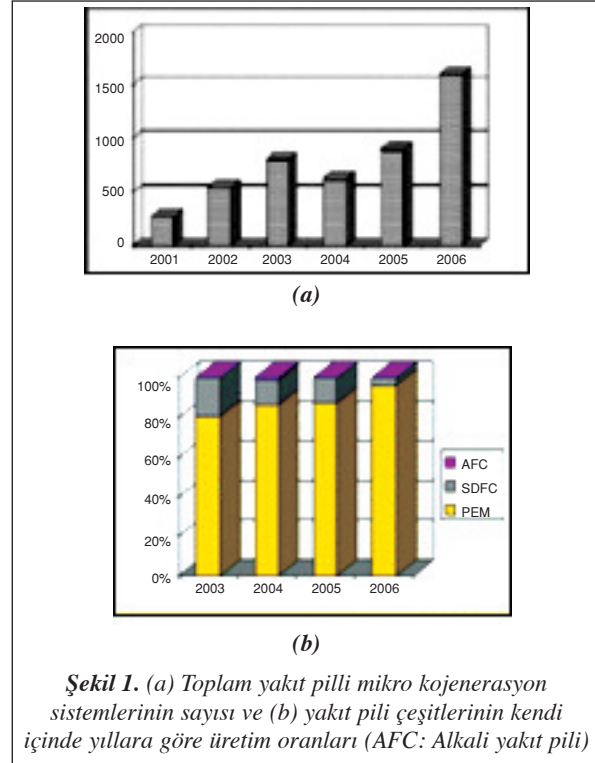 2000
1500
1000
500
0
2001 2002 2003 2004 2005 2006
(a)
100%
80%
60%
40%
20%
0%
AFC
SDFC
PEM
2003 2004 2005 2006
(b)
Şekil 1. (a) Toplam yakıt pilli mikro kojenerasyon
sistemlerinin sayısı ve (b) yakıt pili çeşitlerinin kendi
içinde yıllara göre üretim oranları (AFC: Alkali yakıt pili)